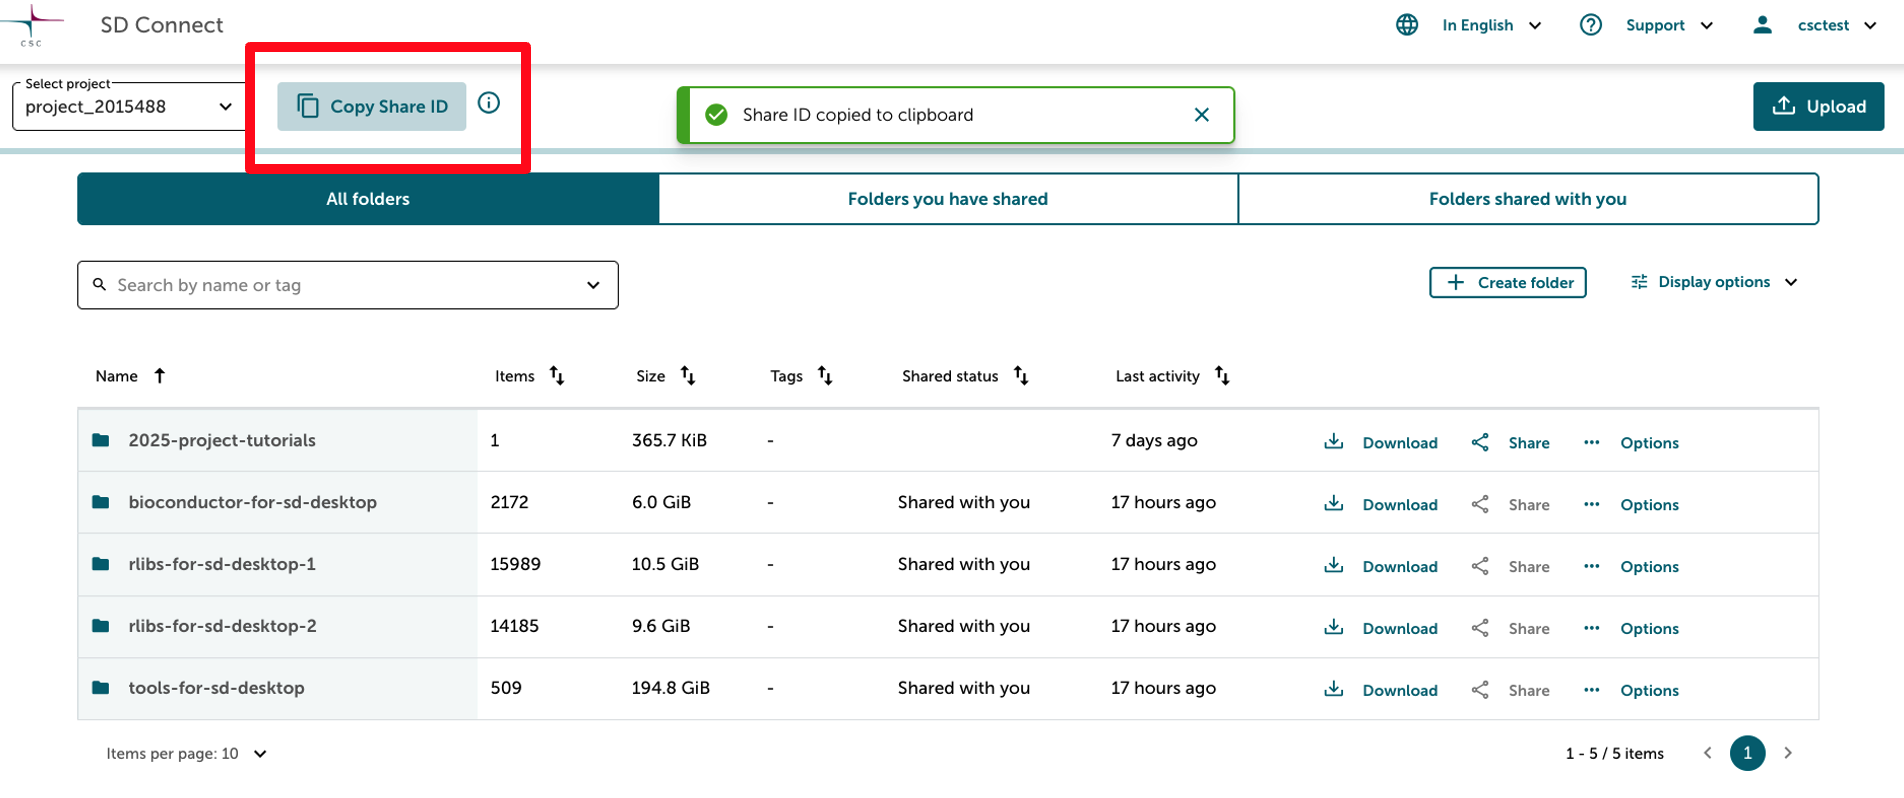 CSC
SD Connect
In English
Support
csctest
Select project
project_2015488
Copy Share ID
Share ID copied to clipboard
Upload
All folders
Folders you have shared
Folders shared with you
Search by name or tag
Create folder
Display options
Name Items Size Tags Shared status Last activity
2025-project-tutorials 1 365.7 KiB - 7 days ago Download Share Options
bioconductor-for-sd-desktop 2172 6.0 GiB - Shared with you 17 hours ago Download Share Options
rlibs-for-sd-desktop-1 15989 10.5 GiB - Shared with you 17 hours ago Download Share Options
rlibs-for-sd-desktop-2 14185 9.6 GiB - Shared with you 17 hours ago Download Share Options
tools-for-sd-desktop 509 194.8 GiB - Shared with you 17 hours ago Download Share Options
Items per page: 10
1 - 5 / 5 items
1